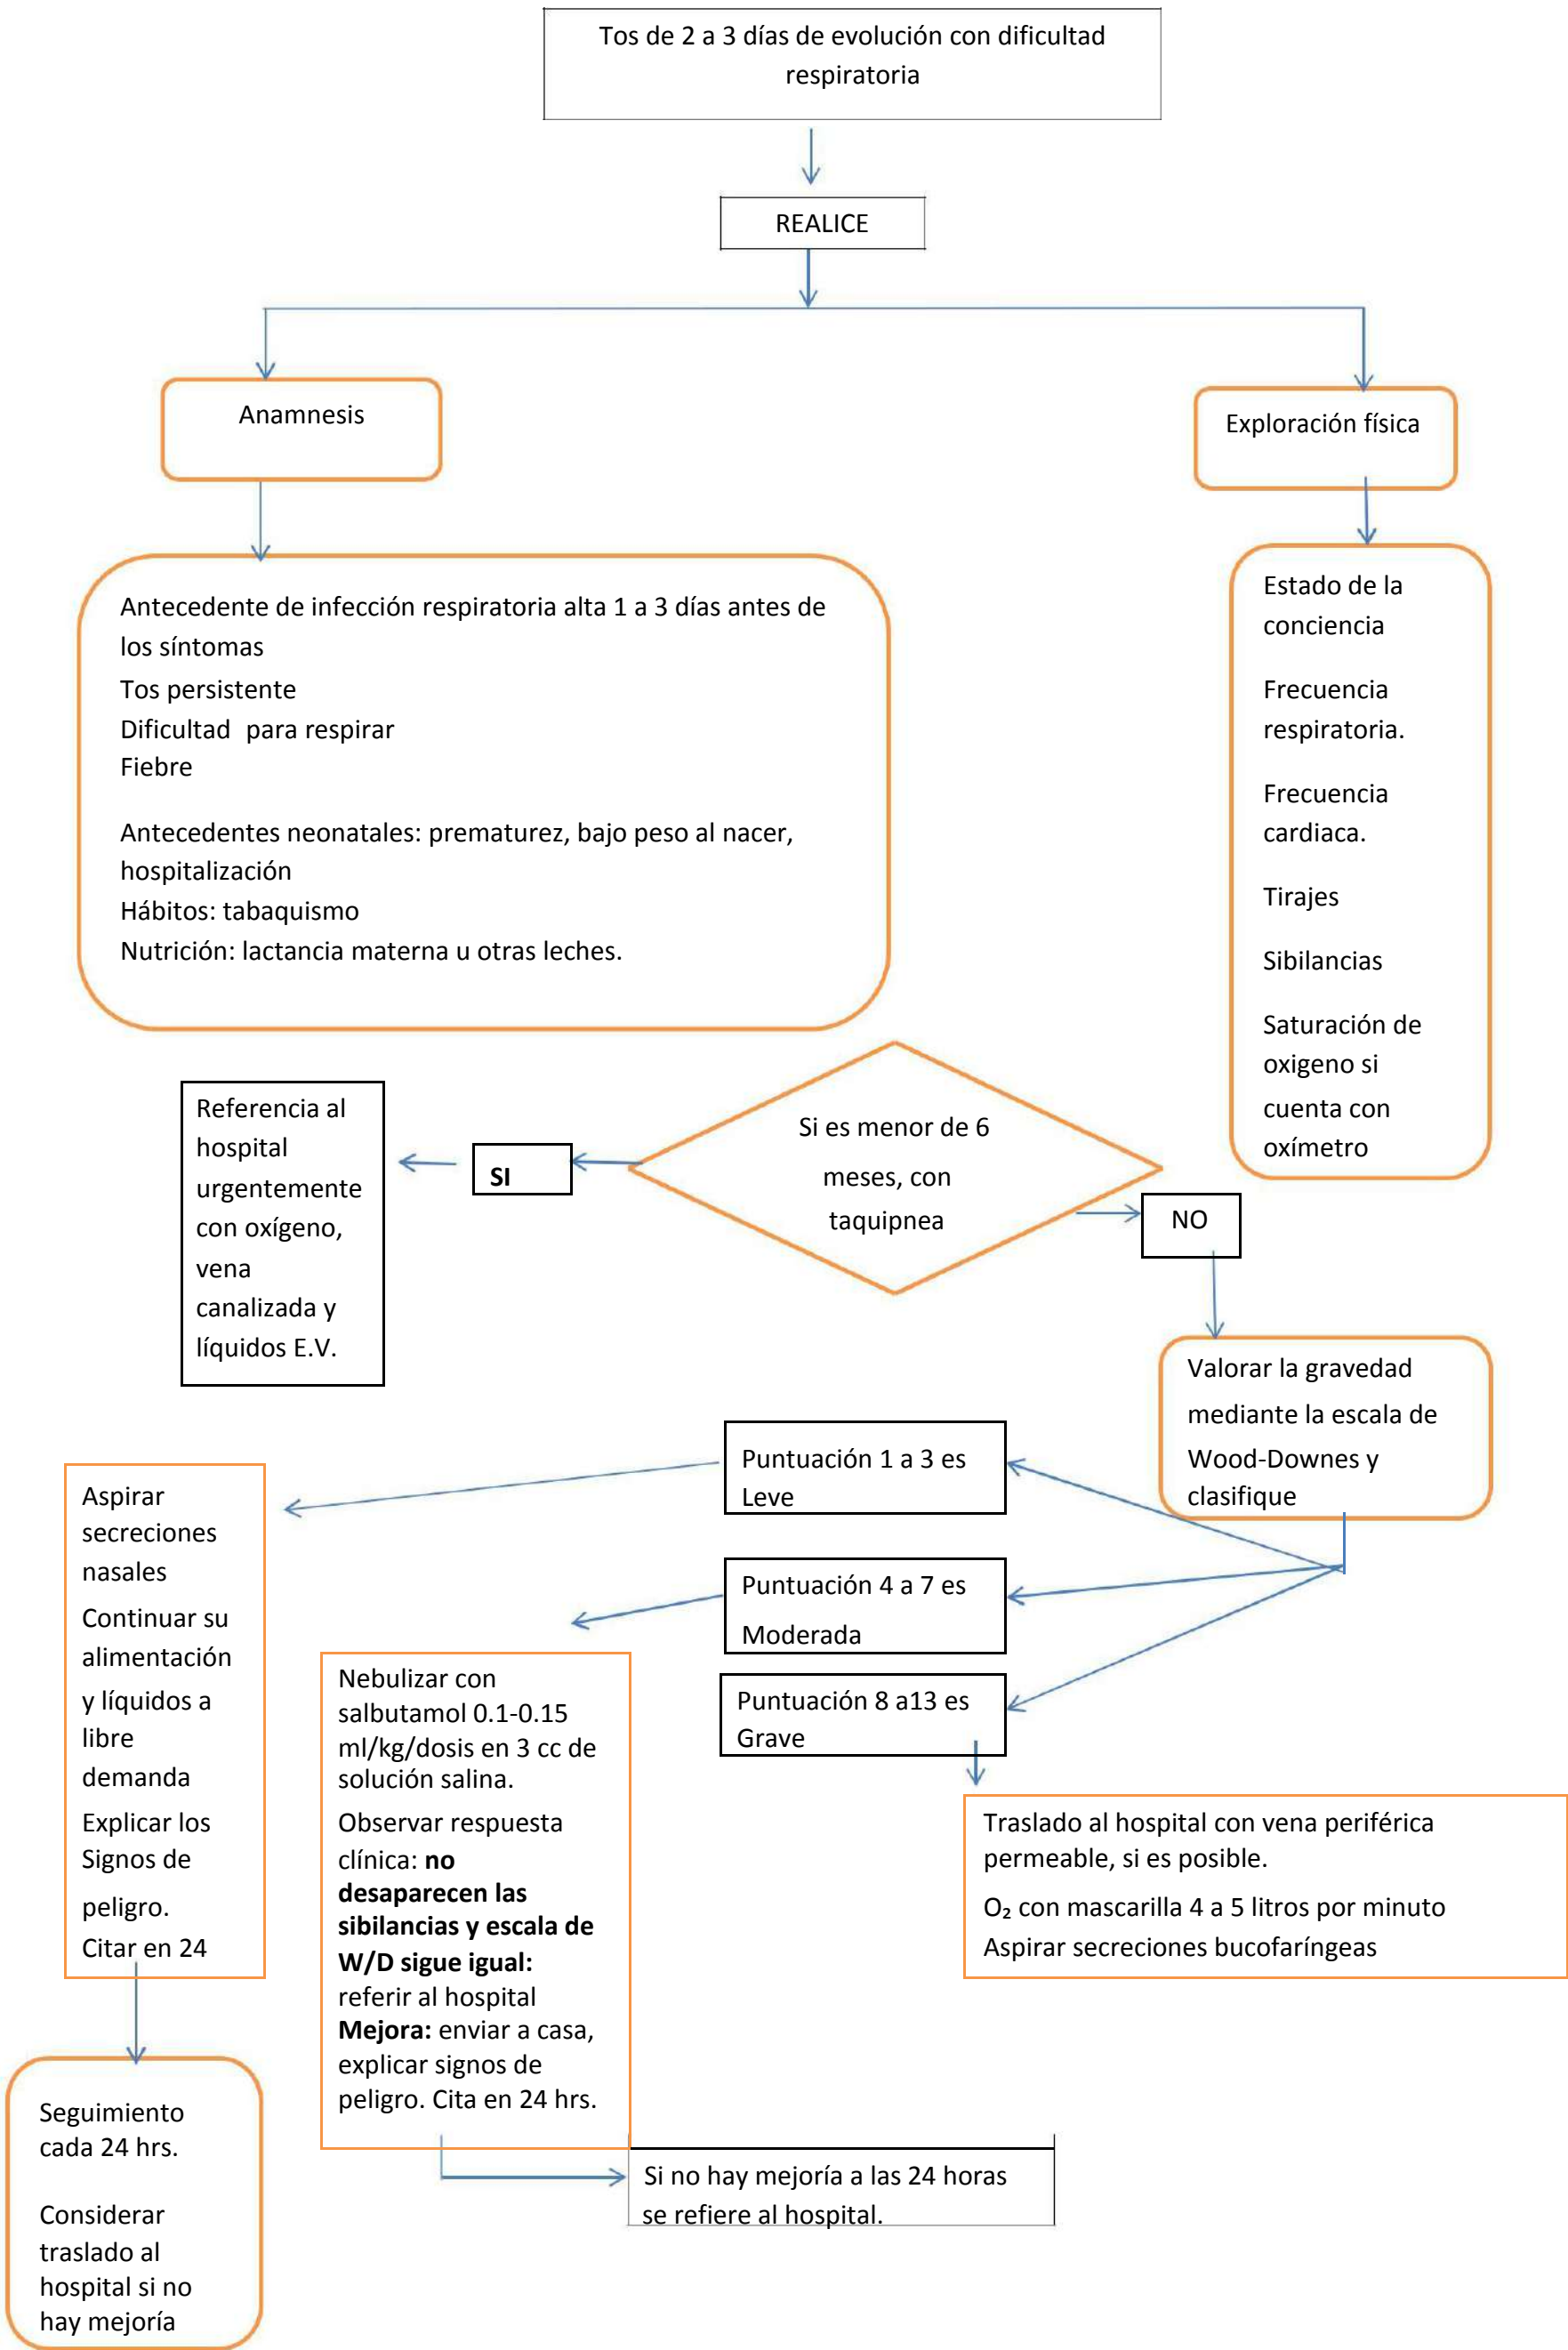 Tos de 2 a 3 días de evolución con dificultad
respiratoria
REALICE
Anamnesis
Exploración física
Antecedente de infección respiratoria alta 1 a 3 días antes de
los síntomas
Tos persistente
Dificultad para respirar
Fiebre
Antecedentes neonatales: prematurez, bajo peso al nacer,
hospitalización
Hábitos: tabaquismo
Nutrición: lactancia materna u otras leches.
Estado de la
conciencia
Frecuencia
respiratoria.
Frecuencia
cardiaca.
Tirajes
Sibilancias
Saturación de
oxigeno si
cuenta con
oxímetro
Si es menor de 6
meses, con
taquipnea
SI
Referencia al
hospital
urgentemente
con oxígeno,
vena
canalizada y
líquidos E.V.
NO
Valorar la gravedad
mediante la escala de
Wood-Downes y
clasifique
Puntuación 1 a 3 es
Leve
Puntuación 4 a 7 es
Moderada
Puntuación 8 a13 es
Grave
Aspirar
secreciones
nasales
Continuar su
alimentación
y líquidos a
libre
demanda
Explicar los
Signos de
peligro.
Citar en 24
Nebulizar con
salbutamol 0.1-0.15
ml/kg/dosis en 3 cc de
solución salina.
Observar respuesta
clínica: no
desaparecen las
sibilancias y escala de
W/D sigue igual:
referir al hospital
Mejora: enviar a casa,
explicar signos de
peligro. Cita en 24 hrs.
Traslado al hospital con vena periférica
permeable, si es posible.
O₂ con mascarilla 4 a 5 litros por minuto
Aspirar secreciones bucofaríngeas
Seguimiento
cada 24 hrs.
Considerar
traslado al
hospital si no
hay mejoría
Si no hay mejoría a las 24 horas
se refiere al hospital.